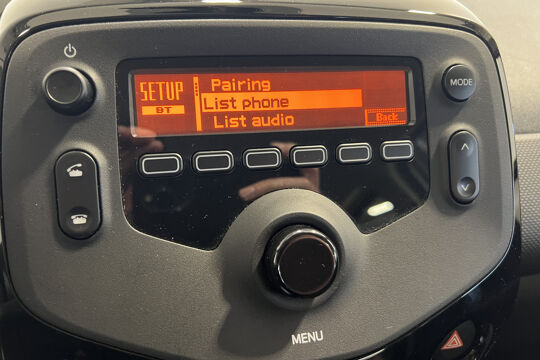 SETUP
BT
Pairing
List phone
List audio
Back
MODE
MENU